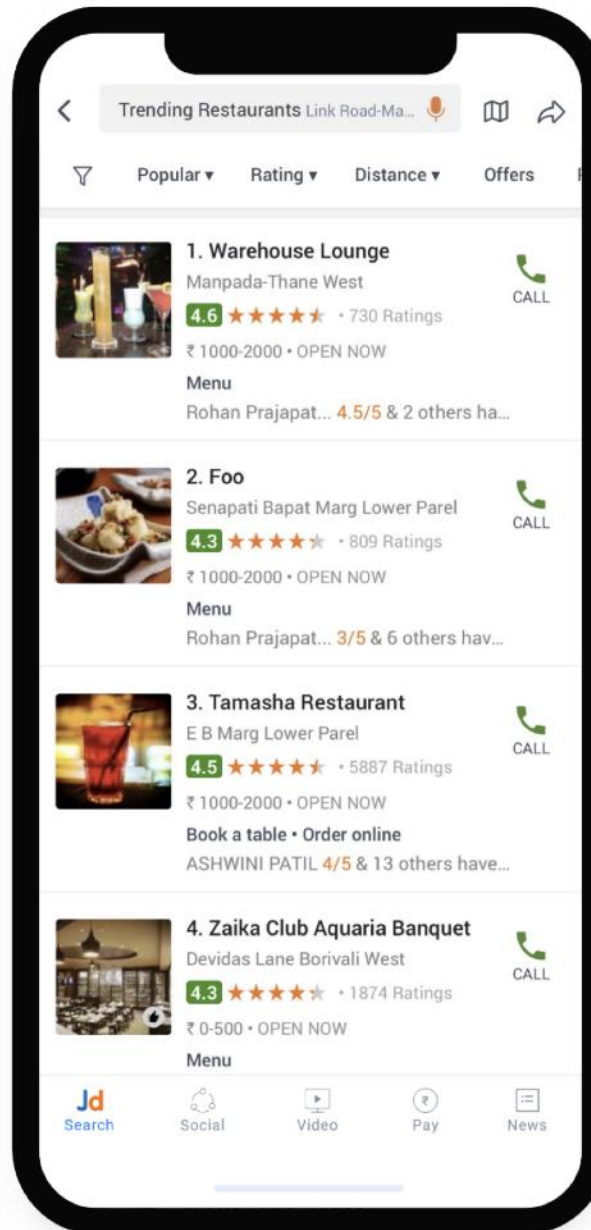 Trending Restaurants Link Road-Ma...
Popular ▾ Rating ▾ Distance ▾ Offers
1. Warehouse Lounge
Manpada-Thane West
CALL
4.6 ★★★★★ • 730 Ratings
₹ 1000-2000 • OPEN NOW
Menu
Rohan Prajapat... 4.5/5 & 2 others ha...
2. Foo
Senapati Bapat Marg Lower Parel
CALL
4.3 ★★★★★ • 809 Ratings
₹ 1000-2000 • OPEN NOW
Menu
Rohan Prajapat... 3/5 & 6 others hav...
3. Tamasha Restaurant
E B Marg Lower Parel
CALL
4.5 ★★★★★ • 5887 Ratings
₹ 1000-2000 • OPEN NOW
Book a table • Order online
ASHWINI PATIL 4/5 & 13 others have...
4. Zaika Club Aquaria Banquet
Devidas Lane Borivali West
CALL
4.3 ★★★★★ • 1874 Ratings
₹ 0-500 • OPEN NOW
Menu
Jd
Search Social Video Pay News